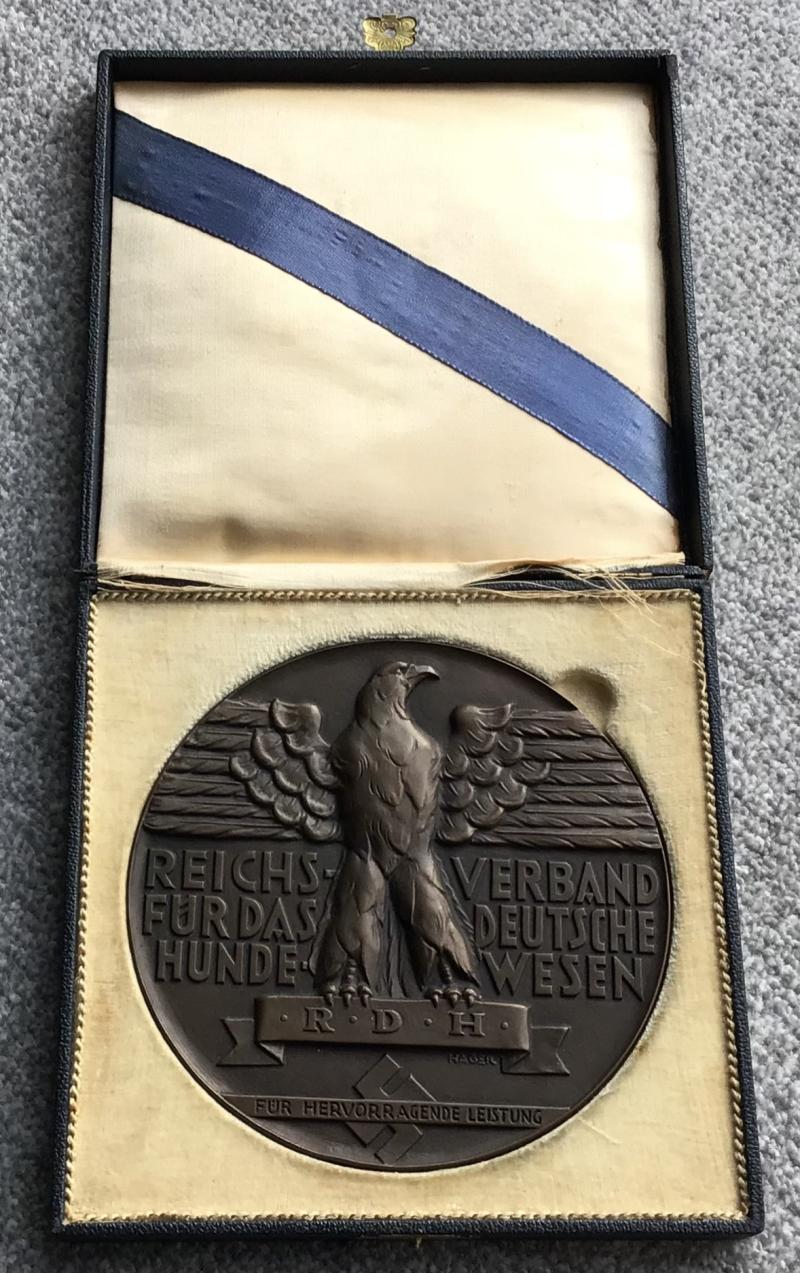 REICHS- VERBAND
FÜR DAS DEUTSCHE
HUNDE- WESEN
· R · D · H ·
HAGER
FÜR HERVORRAGENDE LEISTUNG